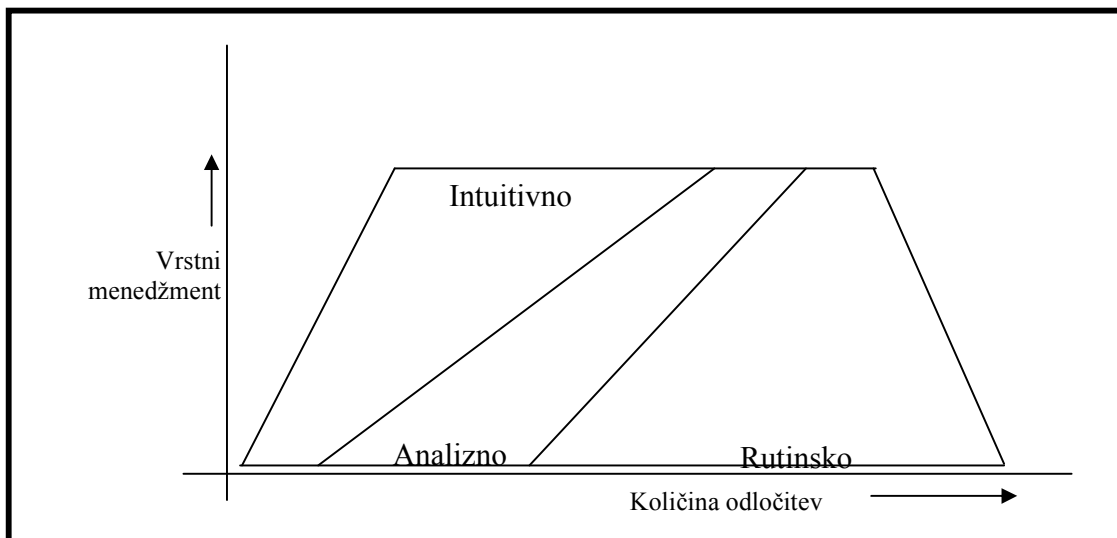 Intuitivno
Vrstni
menedžment
Analizno
Rutinsko
Količina odločitev